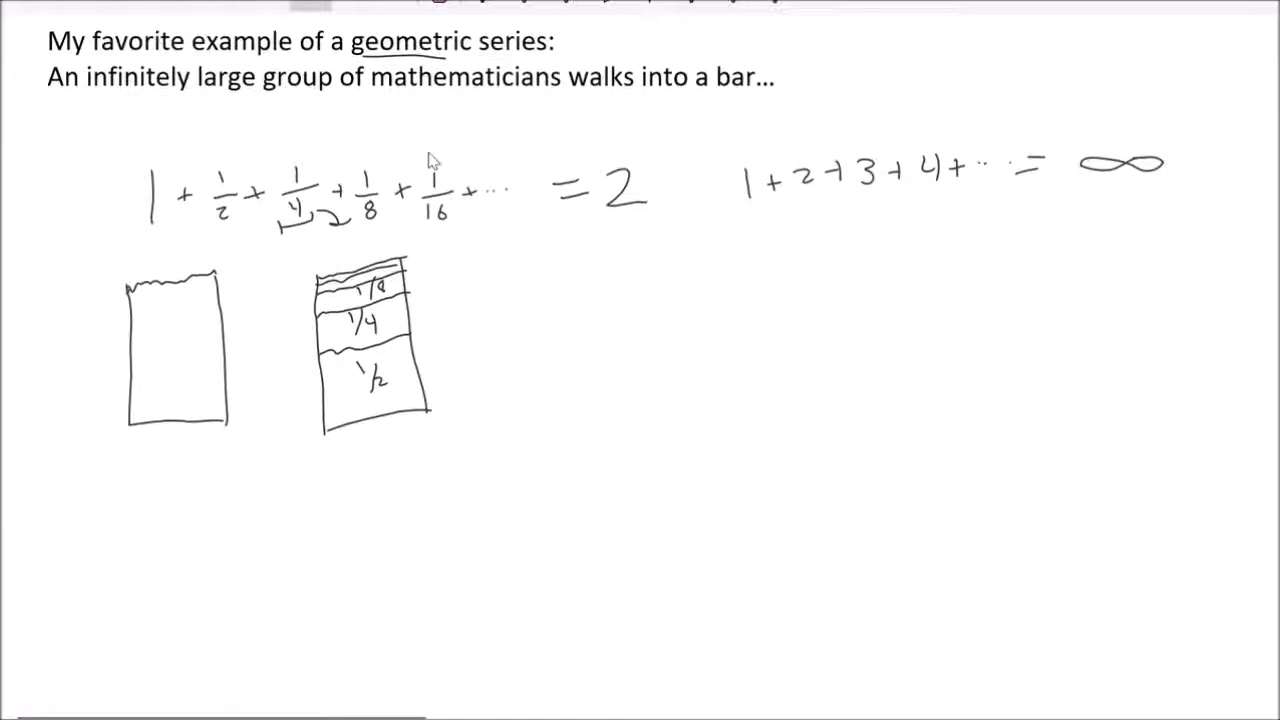 My favorite example of a geometric series:
An infinitely large group of mathematicians walks into a bar...
1 + 1/2 + 1/4 + 1/8 + 1/16 + ... = 2
1 + 2 + 3 + 4 + ... = ∞
1/8
1/4
1/2